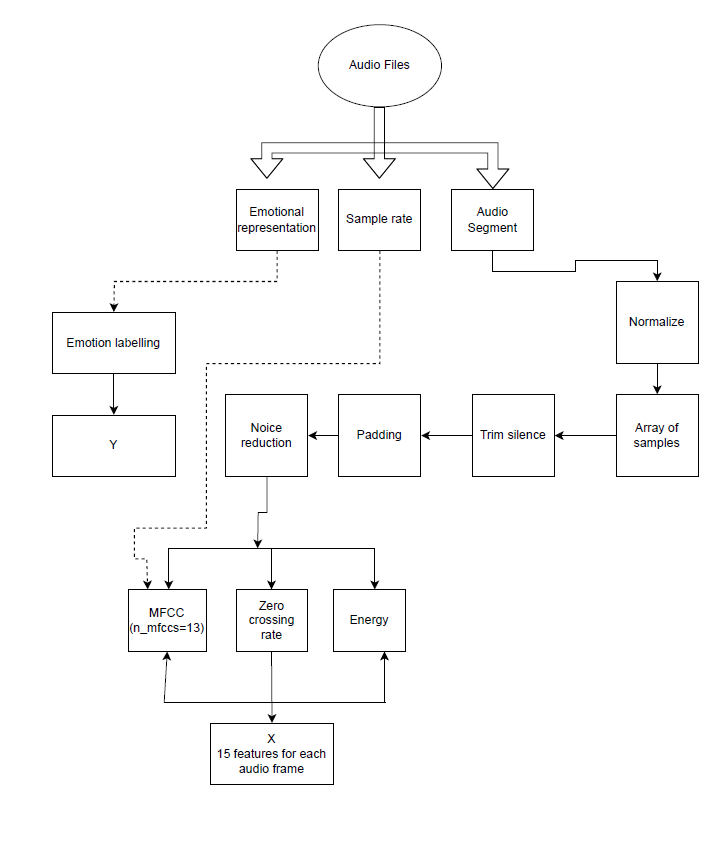 Audio Files
Emotional
representation
Sample rate
Audio
Segment
Normalize
Emotion labelling
Noice
reduction
Padding
Trim silence
Array of
samples
Y
MFCC
(n_mfccs=13)
Zero
crossing
rate
Energy
X
15 features for each
audio frame